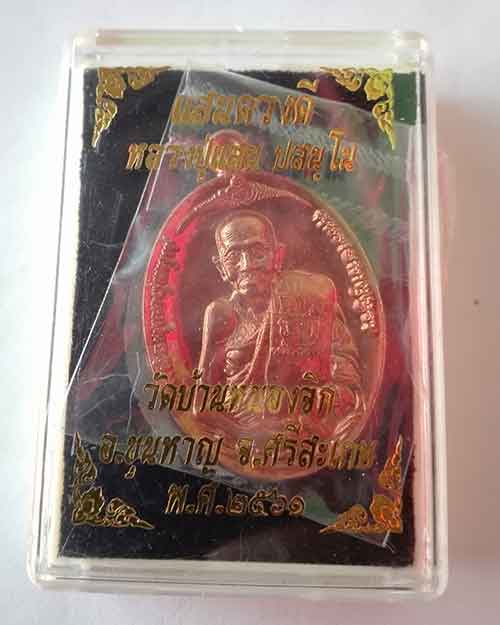 แสนดวงดี
หลวงปู่แสน ปสนฺโน
วัดบ้านหนองจิก
อ.ขุนหาญ จ.ศรีสะเกษ
พ.ศ.๒๕๖๑